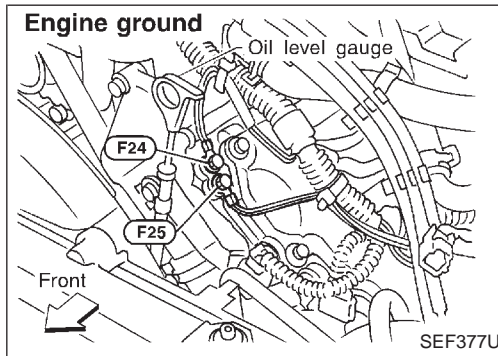 Engine ground
Oil level gauge
F24
F25
Front
SEF377U